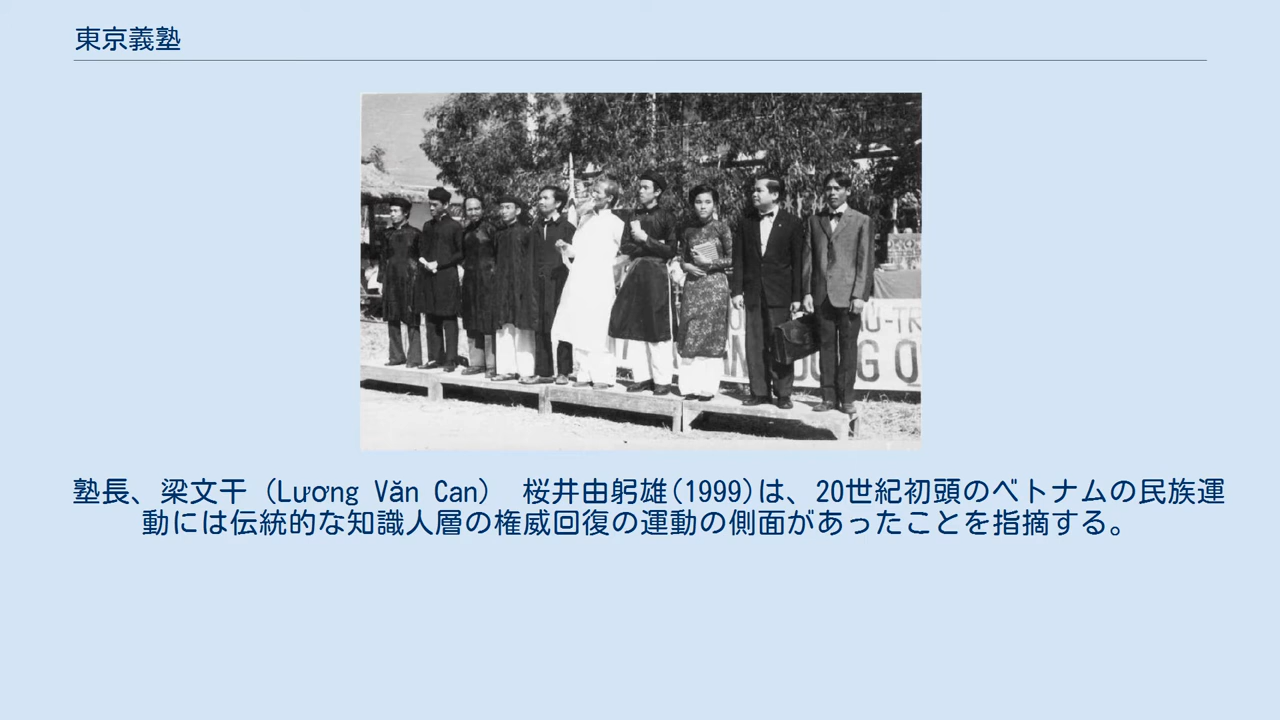 東京義塾
U-TR
G Q
塾長、梁文干（Lương Văn Can） 桜井由躬雄(1999)は、20世紀初頭のベトナムの民族運
動には伝統的な知識人層の権威回復の運動の側面があったことを指摘する。